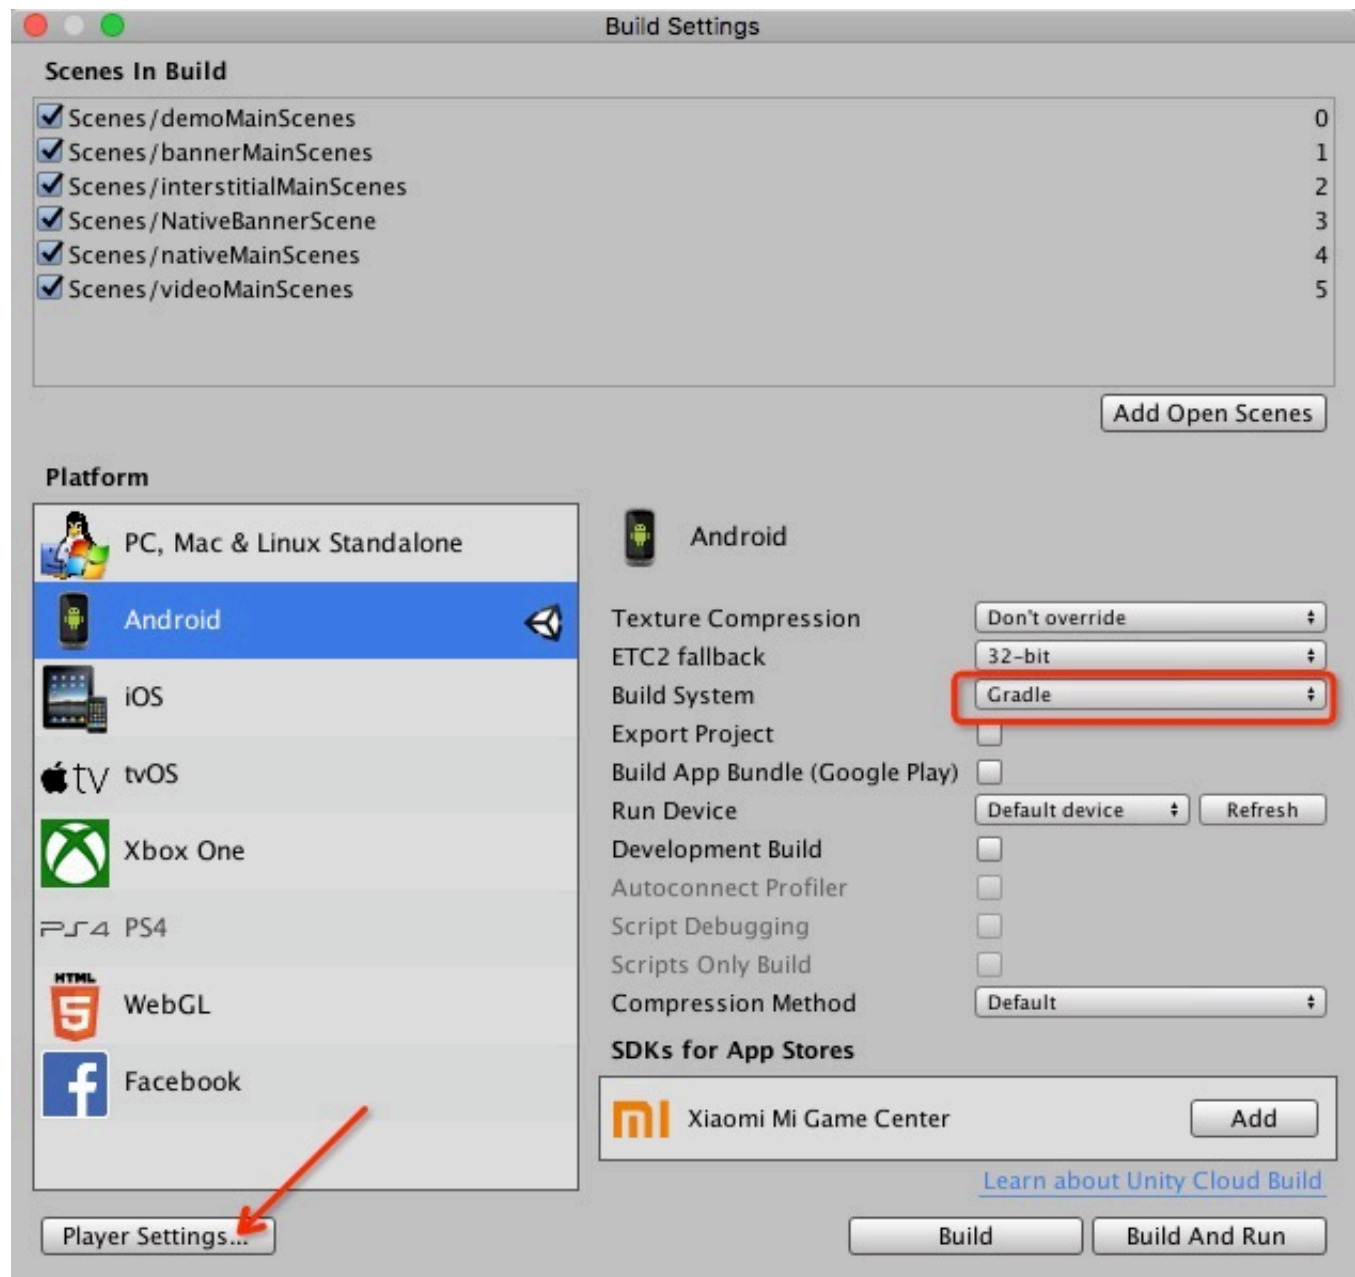 Build Settings
Scenes In Build
Scenes/demoMainScenes 0
Scenes/bannerMainScenes 1
Scenes/interstitialMainScenes 2
Scenes/NativeBannerScene 3
Scenes/nativeMainScenes 4
Scenes/videoMainScenes 5
Add Open Scenes
Platform
PC, Mac & Linux Standalone
Android
iOS
tv tvOS
Xbox One
PS4 PS4
HTML
5 WebGL
f Facebook
Android
Texture Compression Don't override
ETC2 fallback 32-bit
Build System Gradle
Export Project
Build App Bundle (Google Play)
Run Device Default device Refresh
Development Build
Autoconnect Profiler
Script Debugging
Scripts Only Build
Compression Method Default
SDKs for App Stores
mi Xiaomi Mi Game Center Add
Learn about Unity Cloud Build
Player Settings... Build Build And Run